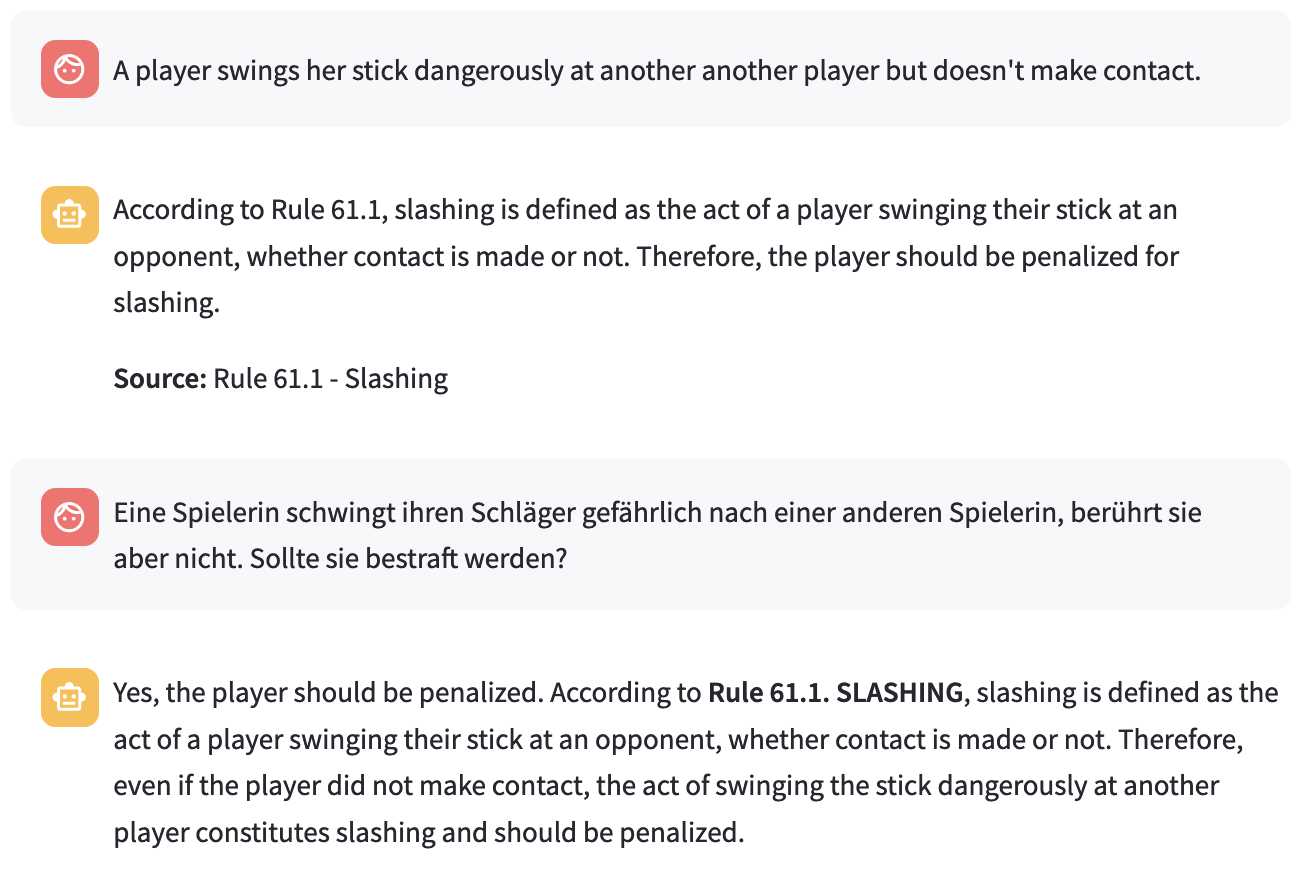 A player swings her stick dangerously at another another player but doesn't make contact.
According to Rule 61.1, slashing is defined as the act of a player swinging their stick at an
opponent, whether contact is made or not. Therefore, the player should be penalized for
slashing.
Source: Rule 61.1 - Slashing
Eine Spielerin schwingt ihren Schläger gefährlich nach einer anderen Spielerin, berührt sie
aber nicht. Sollte sie bestraft werden?
Yes, the player should be penalized. According to Rule 61.1. SLASHING, slashing is defined as the
act of a player swinging their stick at an opponent, whether contact is made or not. Therefore,
even if the player did not make contact, the act of swinging the stick dangerously at another
player constitutes slashing and should be penalized.